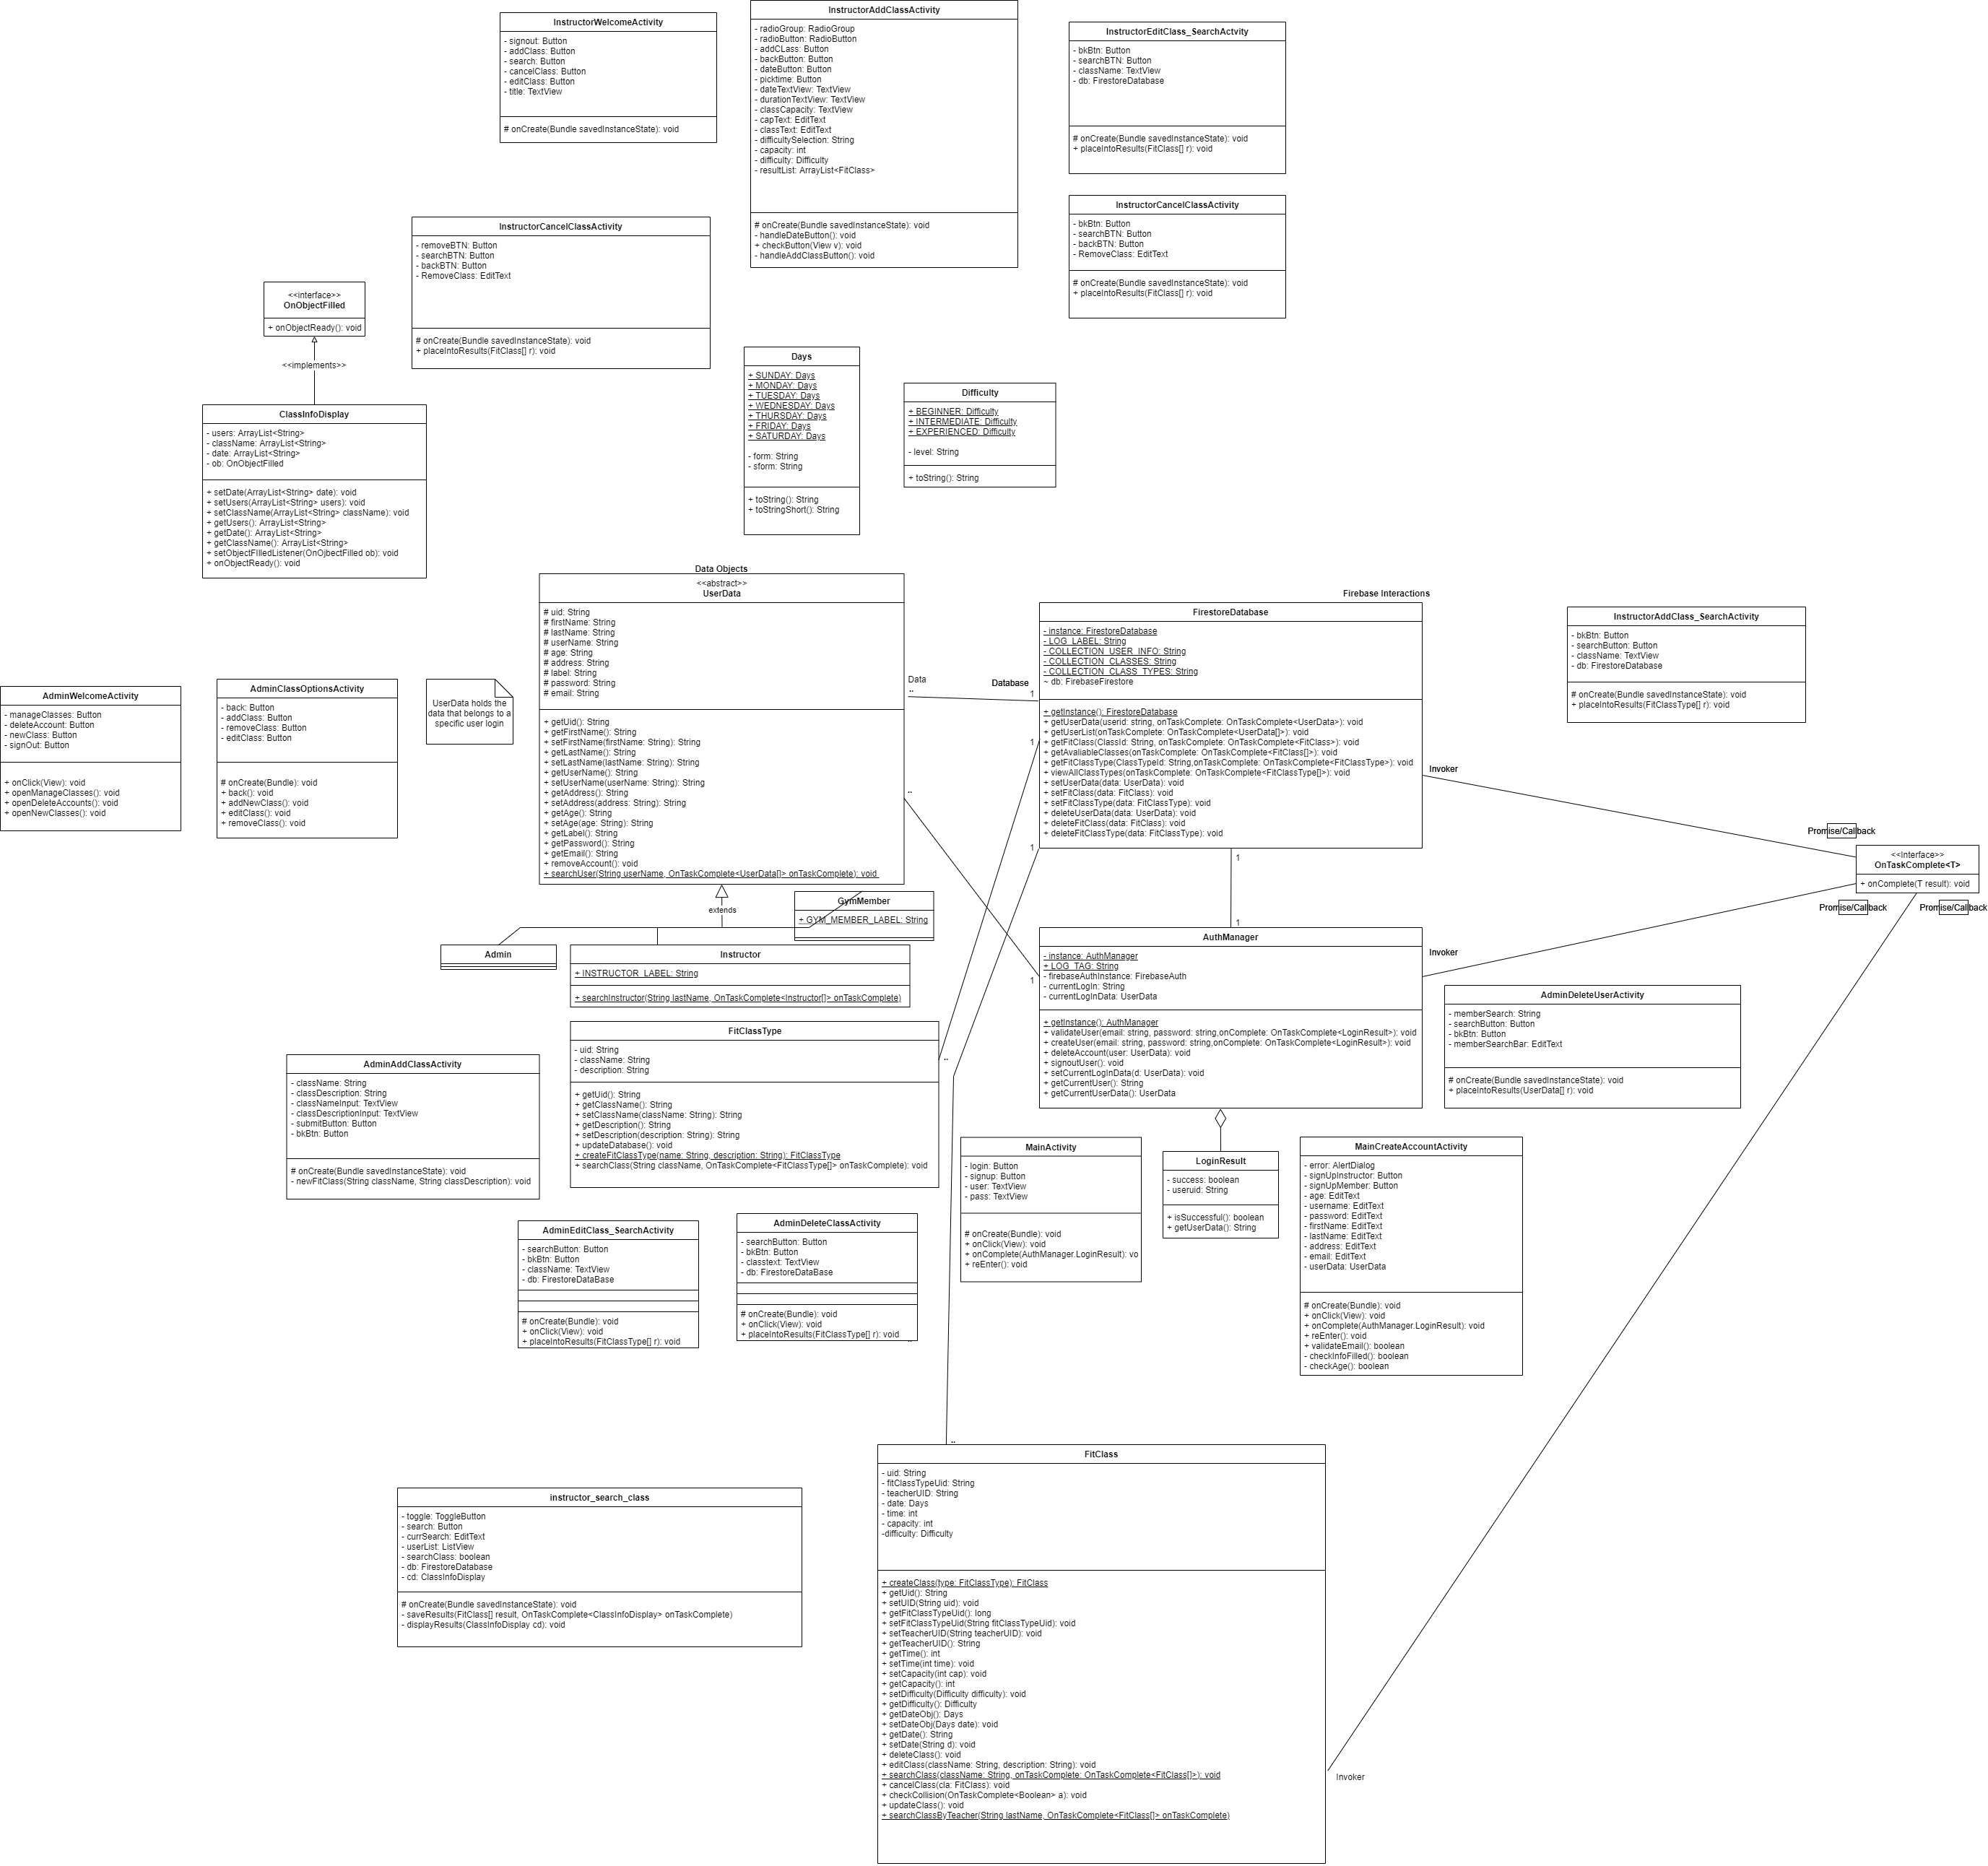 InstructorWelcomeActivity
- signout: Button
- addClass: Button
- search: Button
- cancelClass: Button
- editClass: Button
- title: TextView
# onCreate(Bundle savedInstanceState): void
InstructorAddClassActivity
- radioGroup: RadioGroup
- radioButton: RadioButton
- addCLass: Button
- backButton: Button
- dateButton: Button
- picktime: Button
- dateTextView: TextView
- durationTextView: TextView
- classCapacity: TextView
- capText: EditText
- classText: EditText
- difficultySelection: String
- capacity: int
- difficulty: Difficulty
- resultList: ArrayList<FitClass>
# onCreate(Bundle savedInstanceState): void
- handleDateButton(): void
+ checkButton(View v): void
- handleAddClassButton(): void
InstructorEditClass_SearchActvity
- bkBtn: Button
- searchBTN: Button
- className: TextView
- db: FirestoreDatabase
# onCreate(Bundle savedInstanceState): void
+ placeIntoResults(FitClass[] r): void
InstructorCancelClassActivity
- bkBtn: Button
- searchBTN: Button
- backBTN: Button
- RemoveClass: EditText
# onCreate(Bundle savedInstanceState): void
+ placeIntoResults(FitClass[] r): void
InstructorCancelClassActivity
- removeBTN: Button
- searchBTN: Button
- backBTN: Button
- RemoveClass: EditText
# onCreate(Bundle savedInstanceState): void
+ placeIntoResults(FitClass[] r): void
<<interface>>
OnObjectFilled
+ onObjectReady(): void
<<implements>>
ClassInfoDisplay
- users: ArrayList<String>
- className: ArrayList<String>
- date: ArrayList<String>
- ob: OnObjectFilled
+ setDate(ArrayList<String> date): void
+ setUsers(ArrayList<String> users): void
+ setClassName(ArrayList<String> className): void
+ getUsers(): ArrayList<String>
+ getDate(): ArrayList<String>
+ getClassName(): ArrayList<String>
+ setObjectFIlledListener(OnOjbectFilled ob): void
+ onObjectReady(): void
Days
+ SUNDAY: Days
+ MONDAY: Days
+ TUESDAY: Days
+ WEDNESDAY: Days
+ THURSDAY: Days
+ FRIDAY: Days
+ SATURDAY: Days
- form: String
- sform: String
+ toString(): String
+ toStringShort(): String
Difficulty
+ BEGINNER: Difficulty
+ INTERMEDIATE: Difficulty
+ EXPERIENCED: Difficulty
- level: String
+ toString(): String
Data Objects
<<abstract>>
UserData
# uid: String
# firstName: String
# lastName: String
# userName: String
# age: String
# address: String
# label: String
# password: String
# email: String
+ getUid(): String
+ getFirstName(): String
+ setFirstName(firstName: String): String
+ getLastName(): String
+ setLastName(lastName: String): String
+ getUserName(): String
+ setUserName(userName: String): String
+ getAddress(): String
+ setAddress(address: String): String
+ getAge(): String
+ setAge(age: String): String
+ getLabel(): String
+ getPassword(): String
+ getEmail(): String
+ removeAccount(): void
+ searchUser(String userName, OnTaskComplete<UserData[]> onTaskComplete): void
Data
..
Database
1
Firebase Interactions
FirestoreDatabase
- instance: FirestoreDatabase
- LOG_LABEL: String
- COLLECTION_USER_INFO: String
- COLLECTION_CLASSES: String
- COLLECTION_CLASS_TYPES: String
~ db: FirebaseFirestore
+ getInstance(): FirestoreDatabase
+ getUserData(userid: string, onTaskComplete: OnTaskComplete<UserData>): void
+ getUserList(onTaskComplete: OnTaskComplete<UserData[]>): void
+ getFitClass(ClassId: String, onTaskComplete: OnTaskComplete<FitClass>): void
+ getAvaliableClasses(onTaskComplete: OnTaskComplete<FitClass[]>): void
+ getFitClassType(ClassTypeId: String,onTaskComplete: OnTaskComplete<FitClassType>): void
+ viewAllClassTypes(onTaskComplete: OnTaskComplete<FitClassType[]>): void
+ setUserData(data: UserData): void
+ setFitClass(data: FitClass): void
+ setFitClassType(data: FitClassType): void
+ deleteUserData(data: UserData): void
+ deleteFitClass(data: FitClass): void
+ deleteFitClassType(data: FitClassType): void
InstructorAddClass_SearchActivity
- bkBtn: Button
- searchButton: Button
- className: TextView
- db: FirestoreDatabase
# onCreate(Bundle savedInstanceState): void
+ placeIntoResults(FitClassType[] r): void
AdminWelcomeActivity
- manageClasses: Button
- deleteAccount: Button
- newClass: Button
- signOut: Button
+ onClick(View): void
+ openManageClasses(): void
+ openDeleteAccounts(): void
+ openNewClasses(): void
AdminClassOptionsActivity
- back: Button
- addClass: Button
- removeClass: Button
- editClass: Button
# onCreate(Bundle): void
+ back(): void
+ addNewClass(): void
+ editClass(): void
+ removeClass(): void
UserData holds the
data that belongs to a
specific user login
1
..
1
Invoker
Promise/Callback
<<Interface>>
OnTaskComplete<T>
+ onComplete(T result): void
Promise/Callback
Promise/Callback
1
1
extends
GymMember
+ GYM_MEMBER_LABEL: String
Admin
Instructor
+ INSTRUCTOR_LABEL: String
+ searchInstructor(String lastName, OnTaskComplete<Instructor[]> onTaskComplete)
AuthManager
- instance: AuthManager
+ LOG_TAG: String
- firebaseAuthInstance: FirebaseAuth
- currentLogIn: String
- currentLogInData: UserData
+ getInstance(): AuthManager
+ validateUser(email: string, password: string,onComplete: OnTaskComplete<LoginResult>): void
+ createUser(email: string, password: string,onComplete: OnTaskComplete<LoginResult>): void
+ deleteAccount(user: UserData): void
+ signoutUser(): void
+ setCurrentLogInData(d: UserData): void
+ getCurrentUser(): String
+ getCurrentUserData(): UserData
Invoker
1
AdminDeleteUserActivity
- memberSearch: String
- searchButton: Button
- bkBtn: Button
- memberSearchBar: EditText
# onCreate(Bundle savedInstanceState): void
+ placeIntoResults(UserData[] r): void
FitClassType
- uid: String
- className: String
- description: String
+ getUid(): String
+ getClassName(): String
+ setClassName(className: String): String
+ getDescription(): String
+ setDescription(description: String): String
+ updateDatabase(): void
+ createFitClassType(name: String, description: String): FitClassType
+ searchClass(String className, OnTaskComplete<FitClassType[]> onTaskComplete): void
..
AdminAddClassActivity
- className: String
- classDescription: String
- classNameInput: TextView
- classDescriptionInput: TextView
- submitButton: Button
- bkBtn: Button
# onCreate(Bundle savedInstanceState): void
- newFitClass(String className, String classDescription): void
MainActivity
- login: Button
- signup: Button
- user: TextView
- pass: TextView
# onCreate(Bundle): void
+ onClick(View): void
+ onComplete(AuthManager.LoginResult): vo
+ reEnter(): void
LoginResult
- success: boolean
- useruid: String
+ isSuccessful(): boolean
+ getUserData(): String
MainCreateAccountActivity
- error: AlertDialog
- signUpInstructor: Button
- signUpMember: Button
- age: EditText
- username: EditText
- password: EditText
- firstName: EditText
- lastName: EditText
- address: EditText
- email: EditText
- userData: UserData
# onCreate(Bundle): void
+ onClick(View): void
+ onComplete(AuthManager.LoginResult): void
+ reEnter(): void
+ validateEmail(): boolean
- checkInfoFilled(): boolean
- checkAge(): boolean
AdminEditClass_SearchActivity
- searchButton: Button
- bkBtn: Button
- className: TextView
- db: FirestoreDataBase
# onCreate(Bundle): void
+ onClick(View): void
+ placeIntoResults(FitClassType[] r): void
AdminDeleteClassActivity
- searchButton: Button
- bkBtn: Button
- classtext: TextView
- db: FirestoreDataBase
# onCreate(Bundle): void
+ onClick(View): void
+ placeIntoResults(FitClassType[] r): void
..
..
FitClass
- uid: String
- fitClassTypeUid: String
- teacherUID: String
- date: Days
- time: int
- capacity: int
-difficulty: Difficulty
+ createClass(type: FitClassType): FitClass
+ getUid(): String
+ setUID(String uid): void
+ getFitClassTypeUid(): long
+ setFitClassTypeUid(String fitClassTypeUid): void
+ setTeacherUID(String teacherUID): void
+ getTeacherUID(): String
+ getTime(): int
+ setTime(int time): void
+ setCapacity(int cap): void
+ getCapacity(): int
+ setDifficulty(Difficulty difficulty): void
+ getDifficulty(): Difficulty
+ getDateObj(): Days
+ setDateObj(Days date): void
+ getDate(): String
+ setDate(String d): void
+ deleteClass(): void
+ editClass(className: String, description: String): void
+ searchClass(className: String, onTaskComplete: OnTaskComplete<FitClass[]>): void
+ cancelClass(cla: FitClass): void
+ checkCollision(OnTaskComplete<Boolean> a): void
+ updateClass(): void
+ searchClassByTeacher(String lastName, OnTaskComplete<FitClass[]> onTaskComplete)
Invoker
instructor_search_class
- toggle: ToggleButton
- search: Button
- currSearch: EditText
- userList: ListView
- searchClass: boolean
- db: FirestoreDatabase
- cd: ClassInfoDisplay
# onCreate(Bundle savedInstanceState): void
- saveResults(FitClass[] result, OnTaskComplete<ClassInfoDisplay> onTaskComplete)
- displayResults(ClassInfoDisplay cd): void